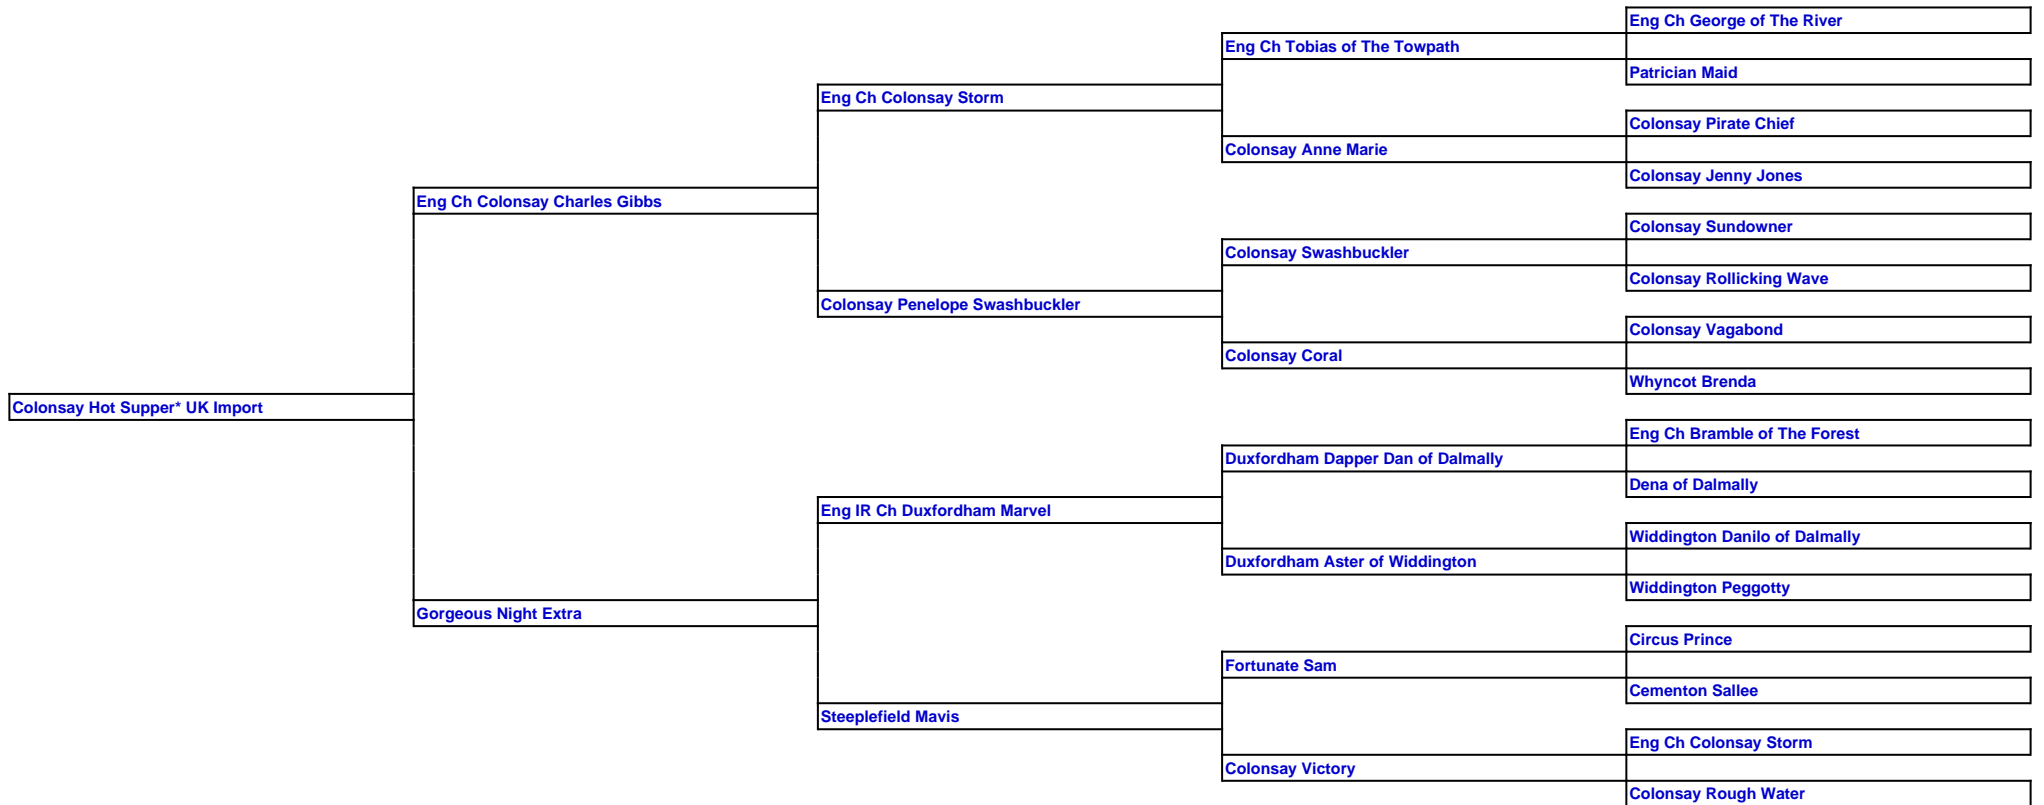 Eng Ch George of The River
Eng Ch Tobias of The Towpath
Patrician Maid
Eng Ch Colonsay Storm
Colonsay Pirate Chief
Colonsay Anne Marie
Colonsay Jenny Jones
Eng Ch Colonsay Charles Gibbs
Colonsay Sundowner
Colonsay Swashbuckler
Colonsay Rollicking Wave
Colonsay Penelope Swashbuckler
Colonsay Vagabond
Colonsay Coral
Whyncot Brenda
Colonsay Hot Supper* UK Import
Eng Ch Bramble of The Forest
Duxfordham Dapper Dan of Dalmally
Dena of Dalmally
Eng IR Ch Duxfordham Marvel
Widdington Danilo of Dalmally
Duxfordham Aster of Widdington
Widdington Peggotty
Gorgeous Night Extra
Circus Prince
Fortunate Sam
Cementon Sallee
Steeplefield Mavis
Eng Ch Colonsay Storm
Colonsay Victory
Colonsay Rough Water